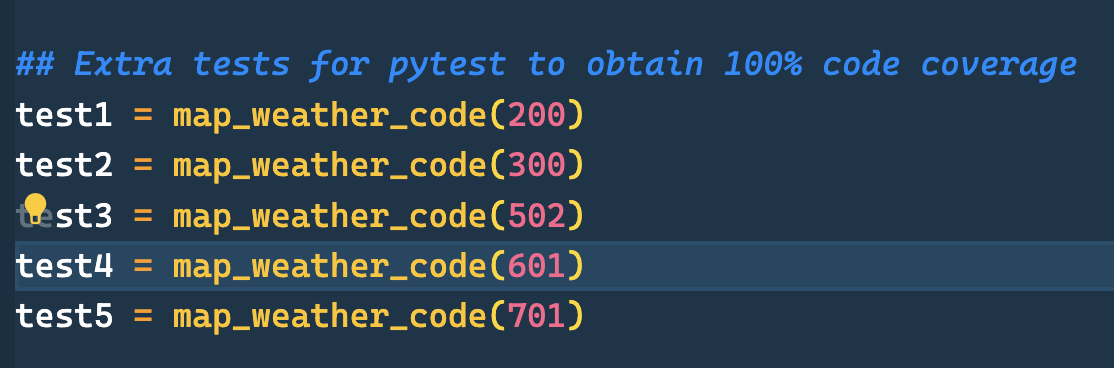 ## Extra tests for pytest to obtain 100% code coverage
test1 = map_weather_code(200)
test2 = map_weather_code(300)
test3 = map_weather_code(502)
test4 = map_weather_code(601)
test5 = map_weather_code(701)